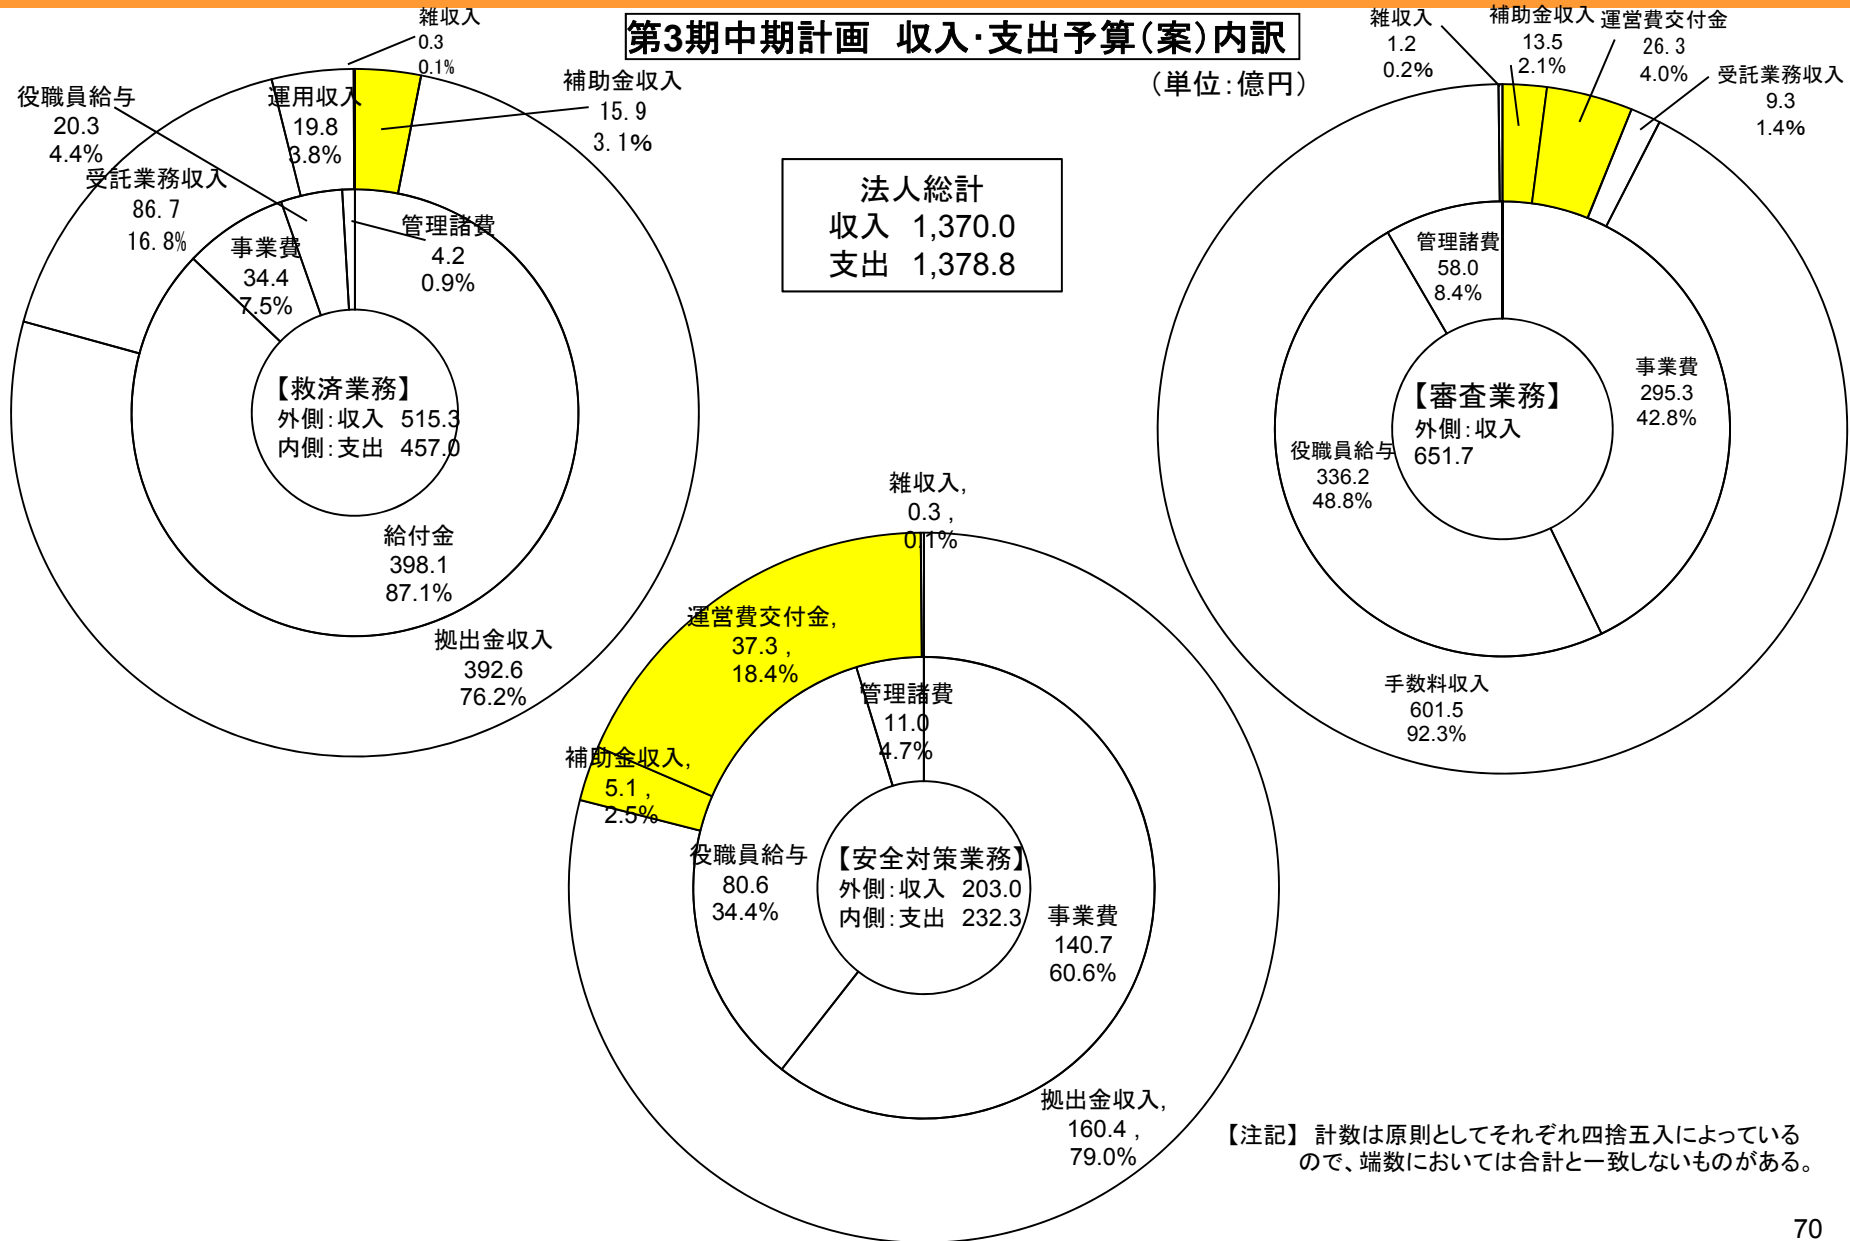 第3期中期計画　収入･支出予算(案)内訳
(単位:億円)
法人総計
収入 1,370.0
支出 1,378.8
雑収入
0.3
0.1%
補助金収入
15.9
3.1%
役職員給与
20.3
4.4%
運用収入
19.8
3.8%
受託業務収入
86.7
16.8%
事業費
34.4
7.5%
管理諸費
4.2
0.9%
【救済業務】
外側:収入 515.3
内側:支出 457.0
給付金
398.1
87.1%
拠出金収入
392.6
76.2%
雑収入
1.2
0.2%
補助金収入
13.5
2.1%
運営費交付金
26.3
4.0%
受託業務収入
9.3
1.4%
管理諸費
58.0
8.4%
事業費
295.3
42.8%
【審査業務】
外側:収入
651.7
役職員給与
336.2
48.8%
手数料収入
601.5
92.3%
雑収入,
0.3 ,
0.1%
運営費交付金,
37.3 ,
18.4%
管理諸費
11.0
4.7%
補助金収入,
5.1 ,
2.5%
役職員給与
80.6
34.4%
【安全対策業務】
外側:収入 203.0
内側:支出 232.3
事業費
140.7
60.6%
拠出金収入,
160.4 ,
79.0%
【注記】 計数は原則としてそれぞれ四捨五入によっている
ので、端数においては合計と一致しないものがある。
70